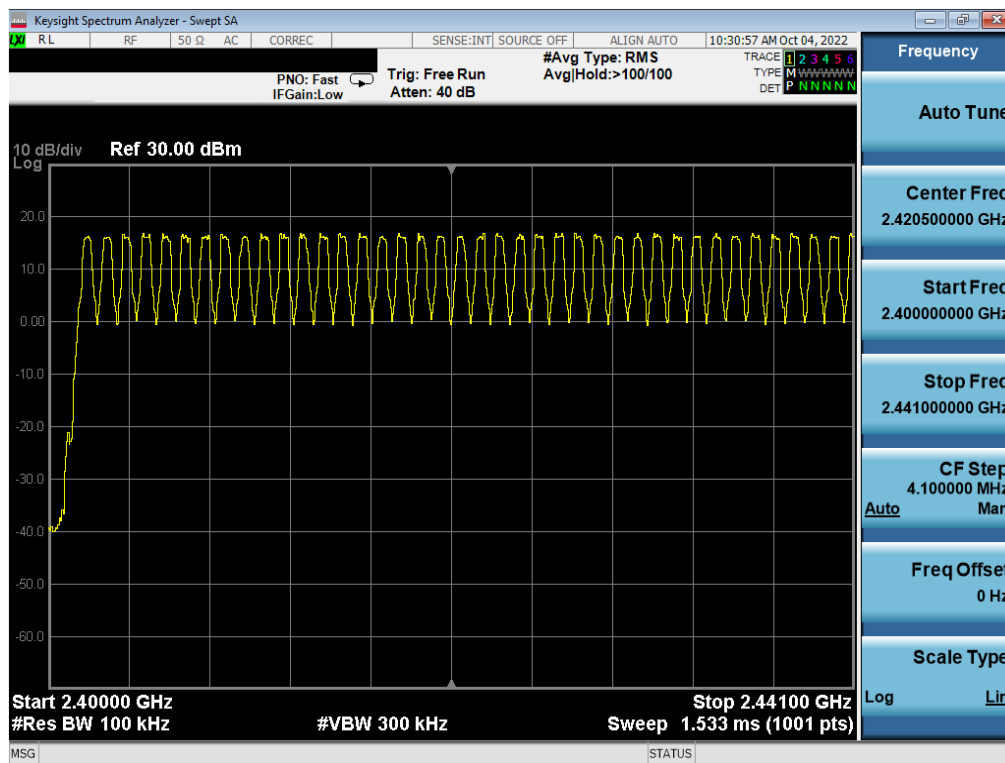 Keysight Spectrum Analyzer - Swept SA
LXI RL RF 50 Ω AC CORREC SENSE:INT SOURCE OFF ALIGN AUTO 10:30:57 AM Oct 04, 2022
Frequency
PNO: Fast
IFGain:Low
Trig: Free Run
Atten: 40 dB
#Avg Type: RMS
Avg|Hold:>100/100
TRACE 1 2 3 4 5 6
TYPE M W W W W W
DET P N N N N N
Auto Tune
10 dB/div Ref 30.00 dBm
Log
20.0
10.0
0.00
-10.0
-20.0
-30.0
-40.0
-50.0
-60.0
Center Freq
2.420500000 GHz
Start Freq
2.400000000 GHz
Stop Freq
2.441000000 GHz
CF Step
4.100000 MHz
Auto Man
Freq Offset
0 Hz
Scale Type
Log Lin
Start 2.40000 GHz Stop 2.44100 GHz
#Res BW 100 kHz #VBW 300 kHz Sweep 1.533 ms (1001 pts)
MSG STATUS